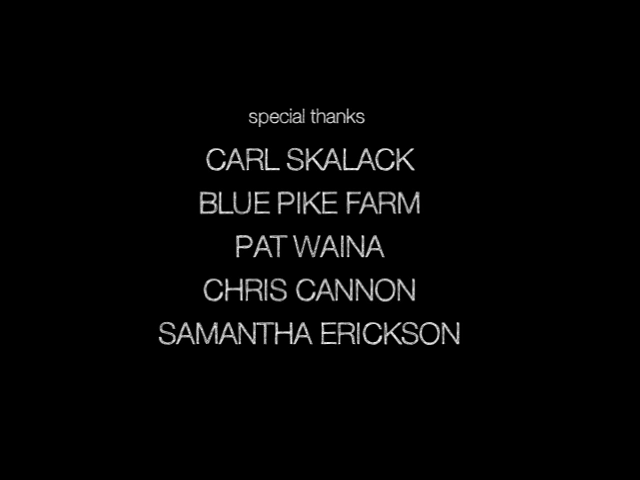 special thanks
CARL SKALACK
BLUE PIKE FARM
PAT WAINA
CHRIS CANNON
SAMANTHA ERICKSON